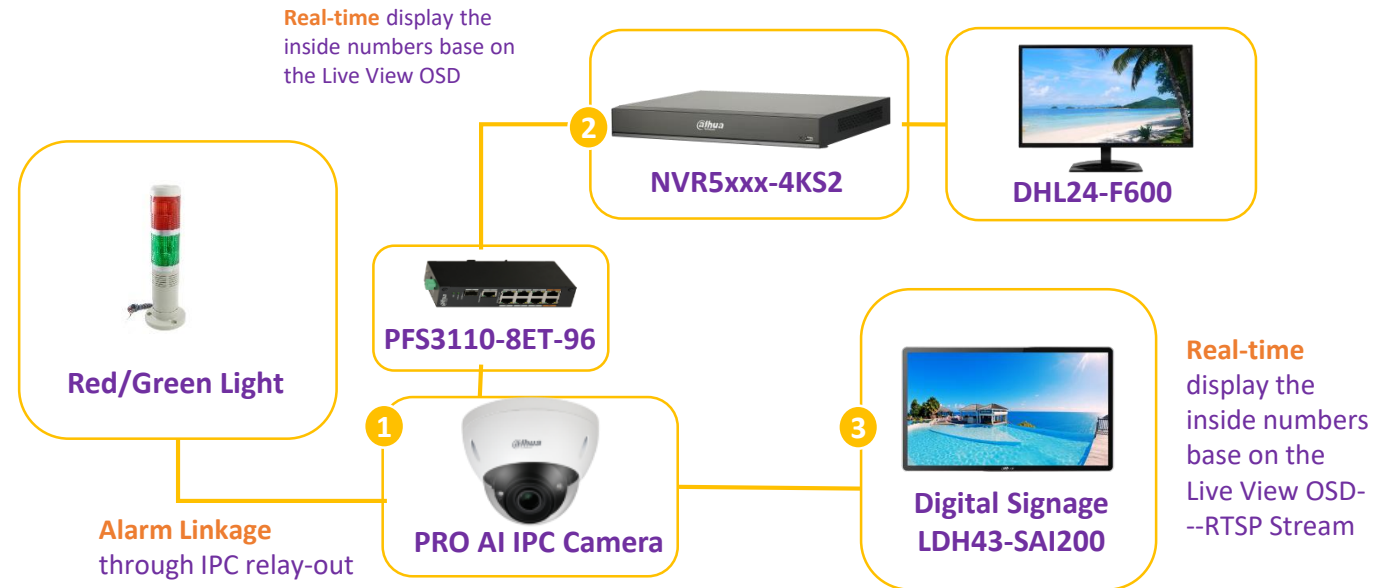 Real-time display the
inside numbers base on
the Live View OSD
2
alhua
NVR5xxx-4KS2
DHL24-F600
Red/Green Light
PFS3110-8ET-96
1
alhua
PRO AI IPC Camera
Alarm Linkage
through IPC relay-out
3
Digital Signage
LDH43-SAI200
Real-time
display the
inside numbers
base on the
Live View OSD-
--RTSP Stream